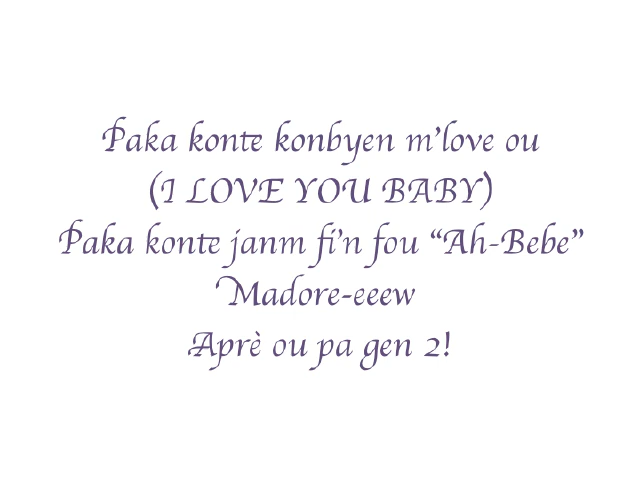 Paka konte konbyen m'love ou
(I LOVE YOU BABY)
Paka konte janm fi'n fou “Ah-Bebe”
Madore-eeew
Aprè ou pa gen 2!